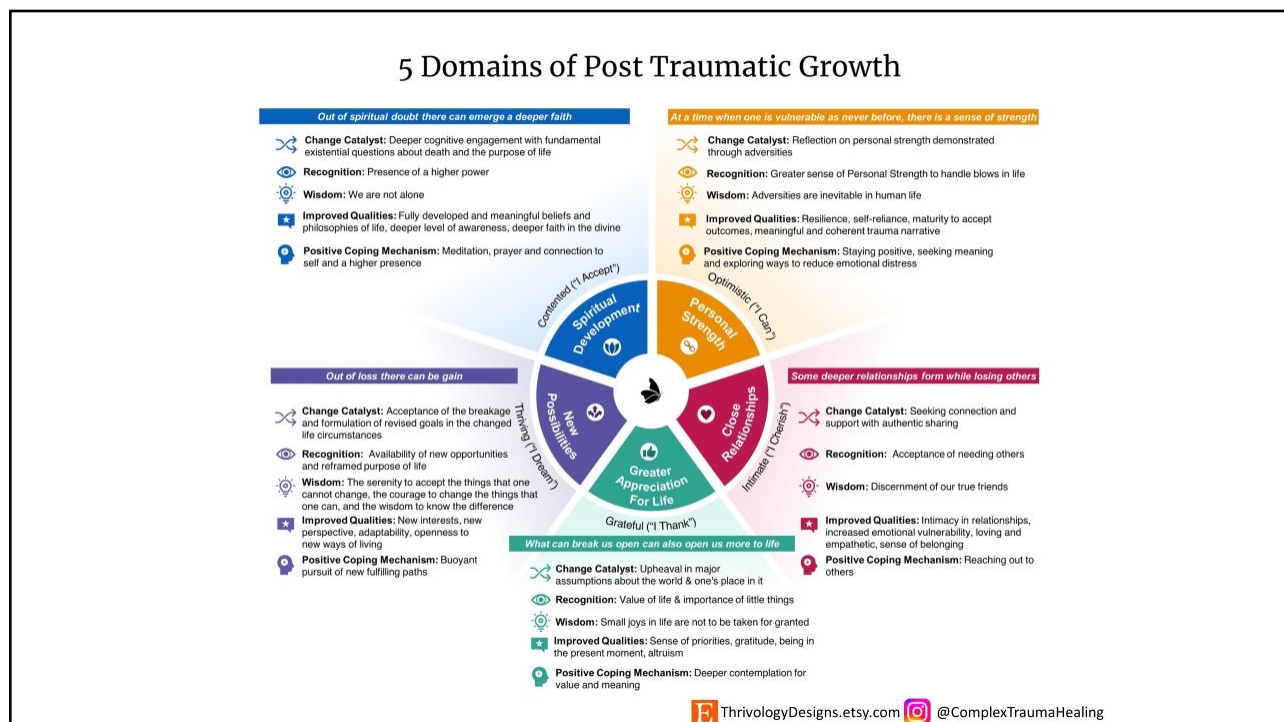 5 Domains of Post Traumatic Growth
Out of spiritual doubt there can emerge a deeper faith
Change Catalyst: Deeper cognitive engagement with fundamental
existential questions about death and the purpose of life
Recognition: Presence of a higher power
Wisdom: We are not alone
Improved Qualities: Fully developed and meaningful beliefs and
philosophies of life, deeper level of awareness, deeper faith in the divine
Positive Coping Mechanism: Meditation, prayer and connection to
self and a higher presence
At a time when one is vulnerable as never before, there is a sense of strength
Change Catalyst: Reflection on personal strength demonstrated
through adversities
Recognition: Greater sense of Personal Strength to handle blows in life
Wisdom: Adversities are inevitable in human life
Improved Qualities: Resilience, self-reliance, maturity to accept
outcomes, meaningful and coherent trauma narrative
Positive Coping Mechanism: Staying positive, seeking meaning
and exploring ways to reduce emotional distress
Contented ("I Accept")
Optimistic ("I Can")
Spiritual
Development
Personal
Strength
Out of loss there can be gain
Change Catalyst: Acceptance of the breakage
and formulation of revised goals in the changed
life circumstances
Recognition: Availability of new opportunities
and reframed purpose of life
Wisdom: The serenity to accept the things that one
cannot change, the courage to change the things that
one can, and the wisdom to know the difference
Improved Qualities: New interests, new
perspective, adaptability, openness to
new ways of living
Positive Coping Mechanism: Buoyant
pursuit of new fulfilling paths
Thriving ("I Dream")
New
Possibilities
Close
Relationships
Intimate ("I Cherish")
Some deeper relationships form while losing others
Change Catalyst: Seeking connection and
support with authentic sharing
Recognition: Acceptance of needing others
Wisdom: Discernment of our true friends
Improved Qualities: Intimacy in relationships,
increased emotional vulnerability, loving and
empathetic, sense of belonging
Positive Coping Mechanism: Reaching out to
others
Greater
Appreciation
For Life
Grateful ("I Thank")
What can break us open can also open us more to life
Change Catalyst: Upheaval in major
assumptions about the world & one's place in it
Recognition: Value of life & importance of little things
Wisdom: Small joys in life are not to be taken for granted
Improved Qualities: Sense of priorities, gratitude, being in
the present moment, altruism
Positive Coping Mechanism: Deeper contemplation for
value and meaning
E ThrivologyDesigns.etsy.com @ComplexTraumaHealing